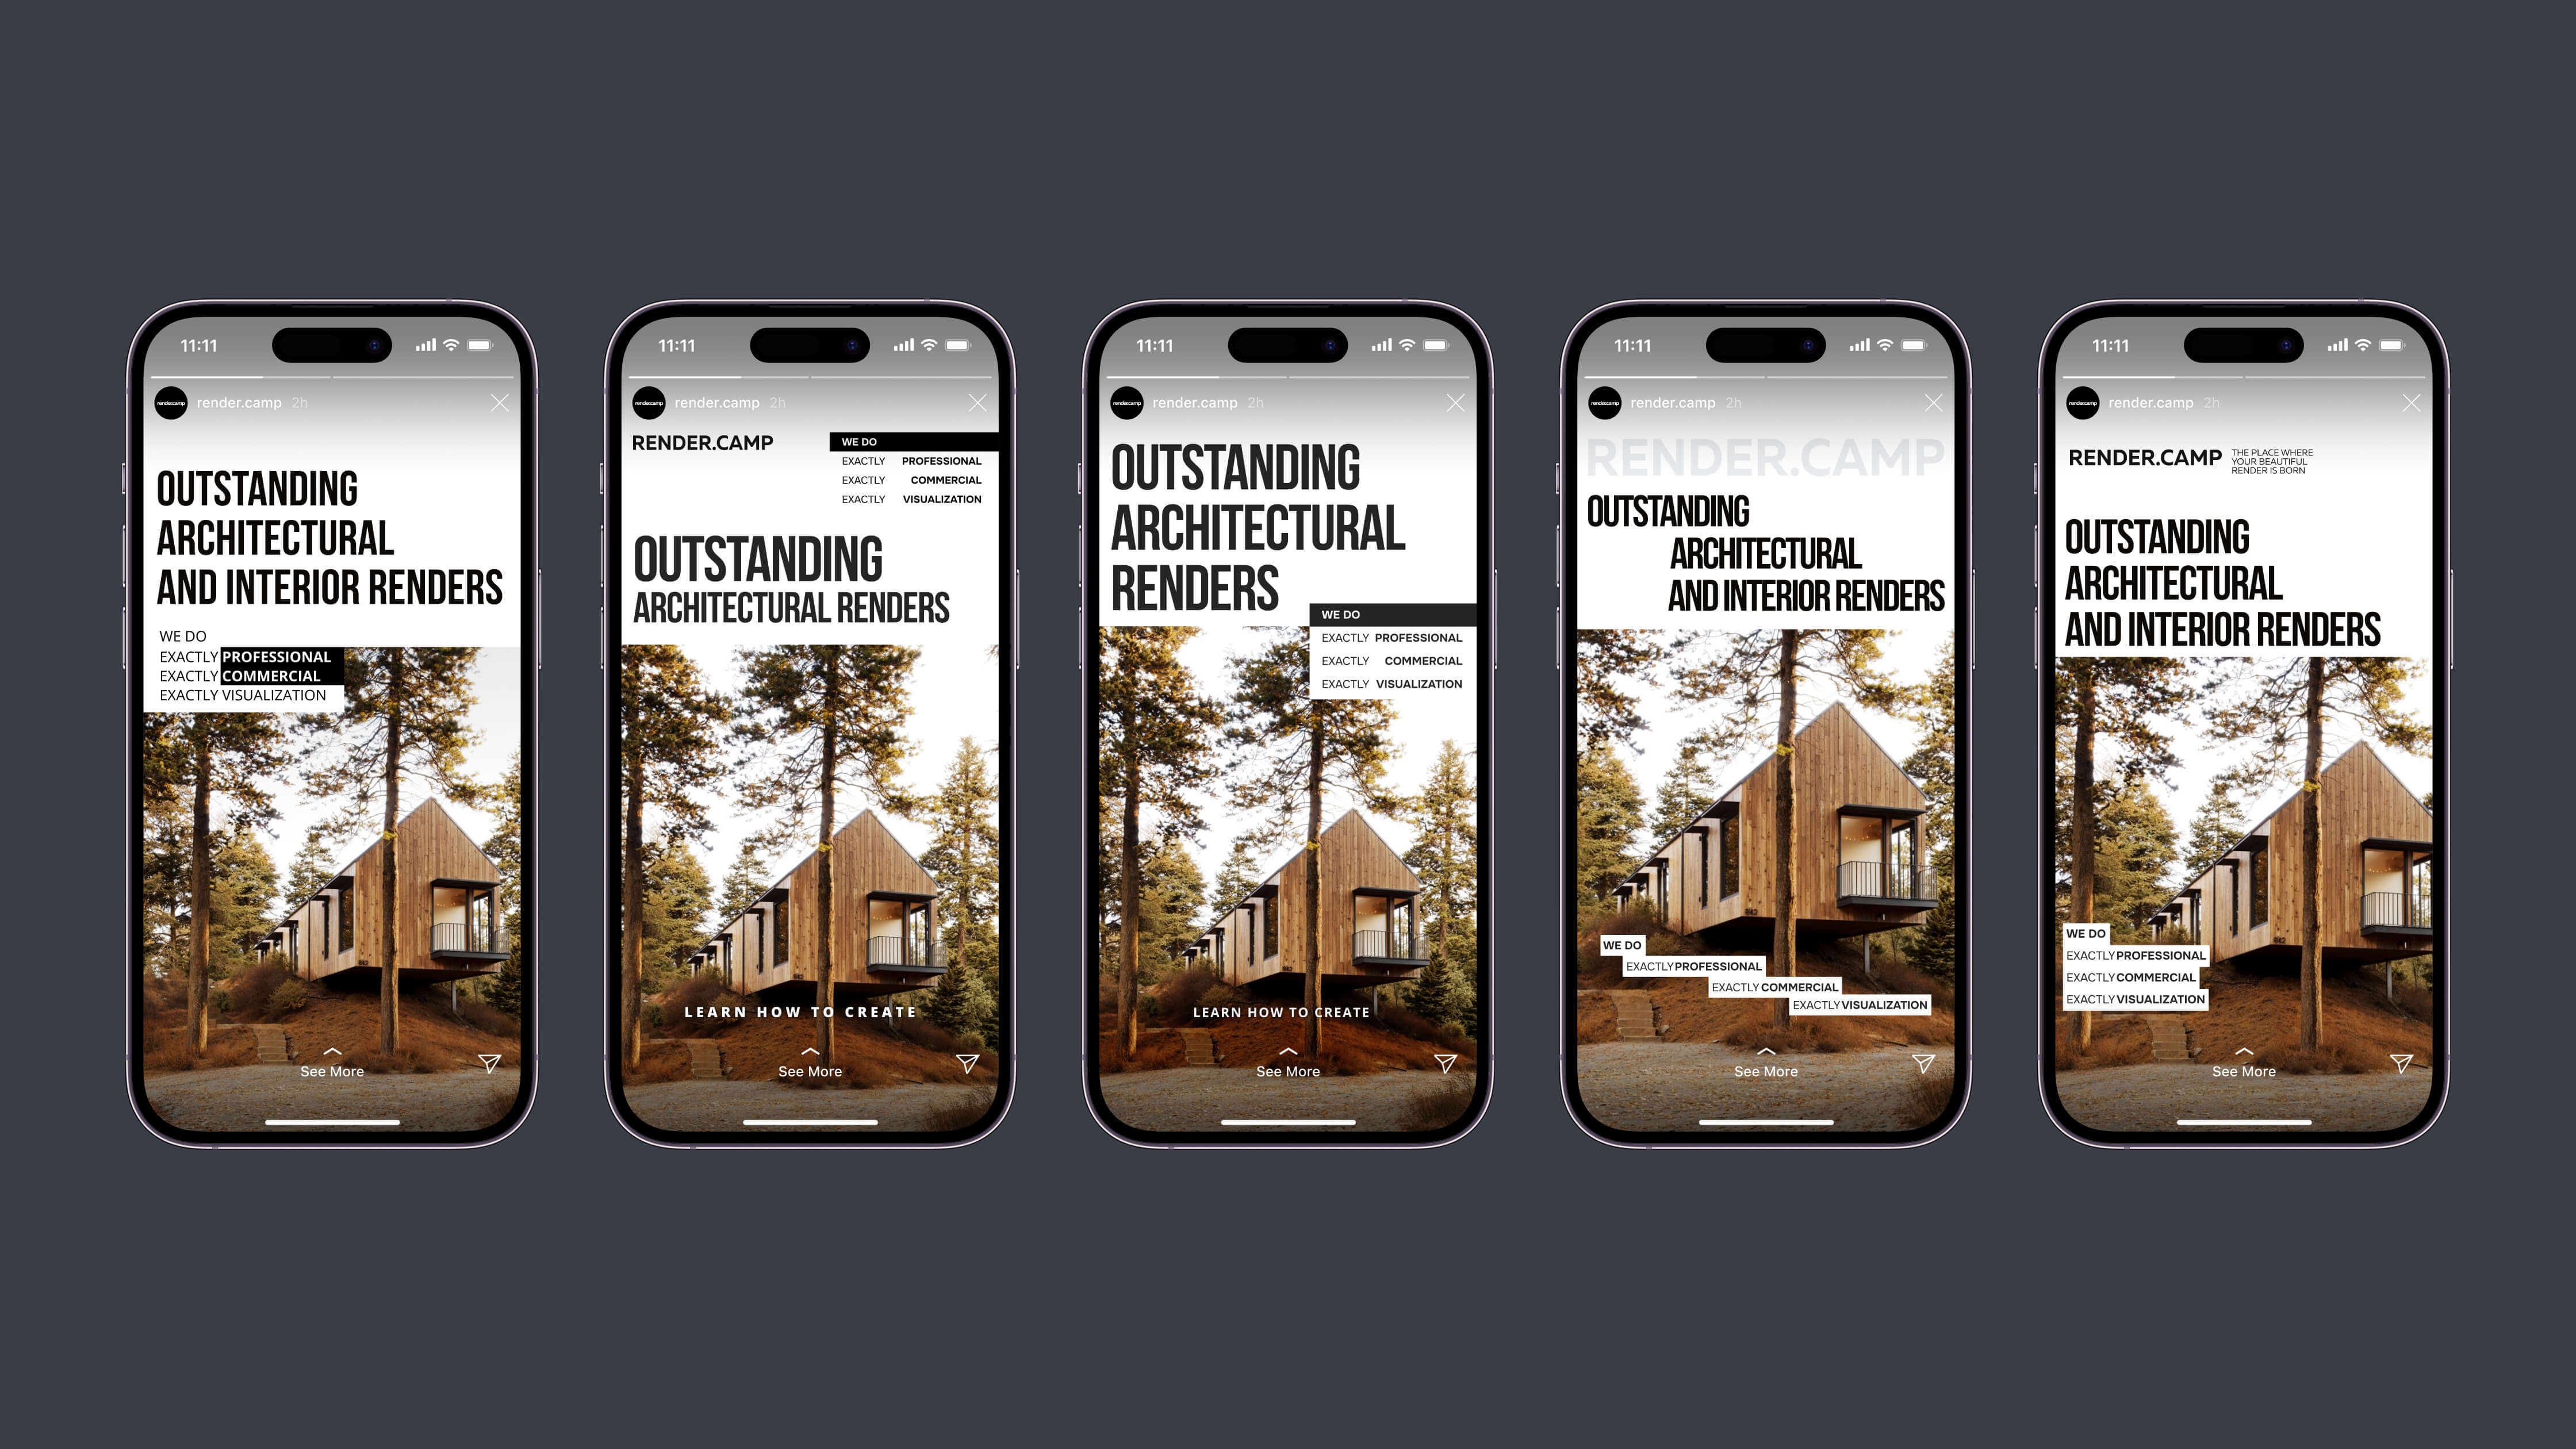 11:11
rendercamp
render.camp 2h
OUTSTANDING
ARCHITECTURAL
AND INTERIOR RENDERS
WE DO
EXACTLY PROFESSIONAL
EXACTLY COMMERCIAL
EXACTLY VISUALIZATION
See More
11:11
rendercamp
render.camp 2h
RENDER.CAMP
WE DO
EXACTLY PROFESSIONAL
EXACTLY COMMERCIAL
EXACTLY VISUALIZATION
OUTSTANDING
ARCHITECTURAL RENDERS
LEARN HOW TO CREATE
See More
11:11
rendercamp
render.camp 2h
OUTSTANDING
ARCHITECTURAL
RENDERS
WE DO
EXACTLY PROFESSIONAL
EXACTLY COMMERCIAL
EXACTLY VISUALIZATION
LEARN HOW TO CREATE
See More
11:11
rendercamp
render.camp 2h
RENDER.CAMP
OUTSTANDING
ARCHITECTURAL
AND INTERIOR RENDERS
WE DO
EXACTLY PROFESSIONAL
EXACTLY COMMERCIAL
EXACTLY VISUALIZATION
See More
11:11
rendercamp
render.camp 2h
RENDER.CAMP
THE PLACE WHERE
YOUR BEAUTIFUL
RENDER IS BORN
OUTSTANDING
ARCHITECTURAL
AND INTERIOR RENDERS
WE DO
EXACTLY PROFESSIONAL
EXACTLY COMMERCIAL
EXACTLY VISUALIZATION
See More